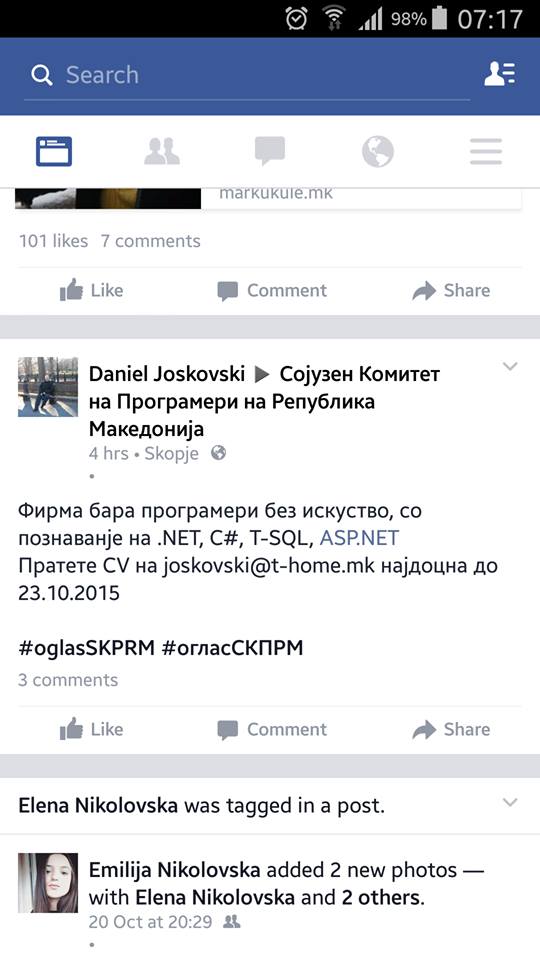 98% 07:17
Search
markukule.mk
101 likes 7 comments
Like Comment Share
Daniel Joskovski ▶ Сојузен Комитет
на Програмери на Република
Македонија
4 hrs • Skopje
Фирма бара програмери без искуство, со
познавање на .NET, C#, T-SQL, ASP.NET
Пратете CV на joskovski@t-home.mk најдоцна до
23.10.2015
#oglasSKPRM #огласСКПРМ
3 comments
Like Comment Share
Elena Nikolovska was tagged in a post.
Emilija Nikolovska added 2 new photos —
with Elena Nikolovska and 2 others.
20 Oct at 20:29